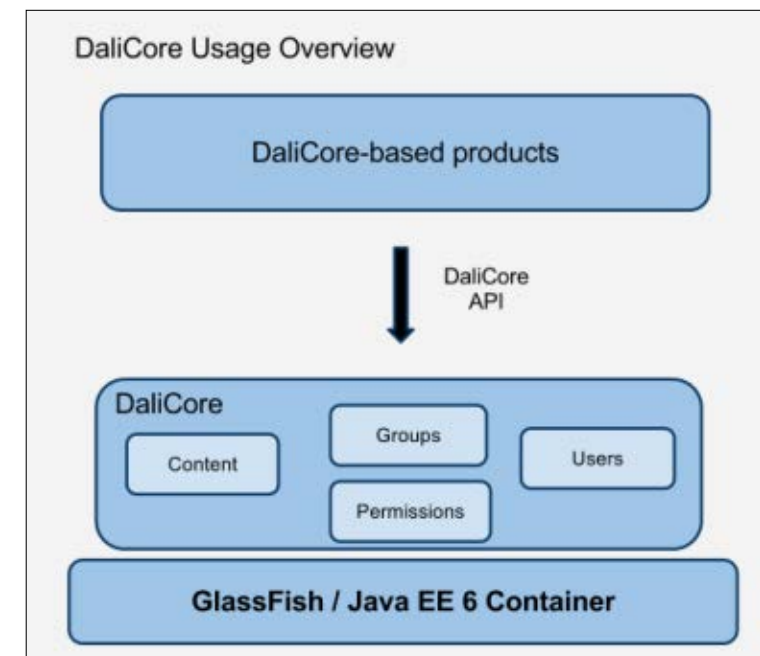 DaliCore Usage Overview
DaliCore-based products
DaliCore
API
DaliCore
Content
Groups
Users
Permissions
GlassFish / Java EE 6 Container